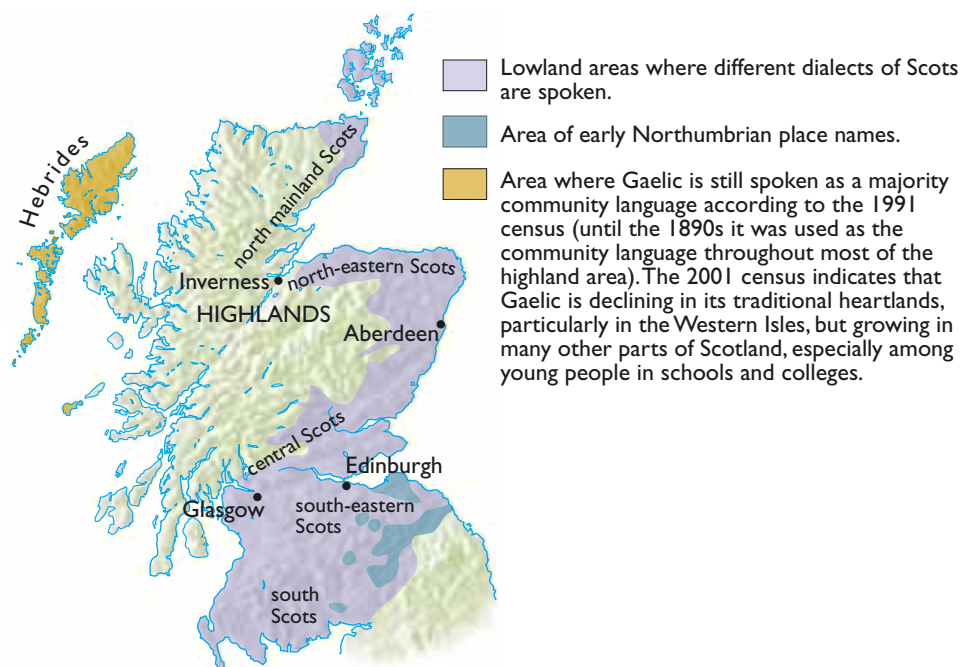 Lowland areas where different dialects of Scots
are spoken.
Area of early Northumbrian place names.
Area where Gaelic is still spoken as a majority
community language according to the 1991
census (until the 1890s it was used as the
community language throughout most of the
highland area). The 2001 census indicates that
Gaelic is declining in its traditional heartlands,
particularly in the Western Isles, but growing in
many other parts of Scotland, especially among
young people in schools and colleges.
Hebrides
north mainland Scots
Inverness
north-eastern Scots
HIGHLANDS
Aberdeen
central Scots
Edinburgh
Glasgow
south-eastern
Scots
south
Scots